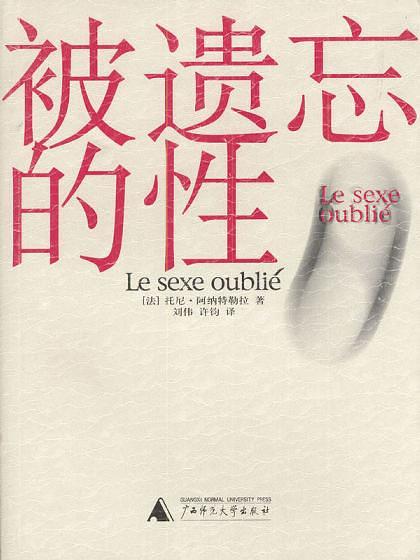 被遗忘
的性
Le sexe
Oublié
Le sexe oublié
[法]托尼·阿纳特勒拉 著
刘伟 许钧 译
GUANGXI NORMAL UNIVERSITY PRESS
广西师范大学出版社